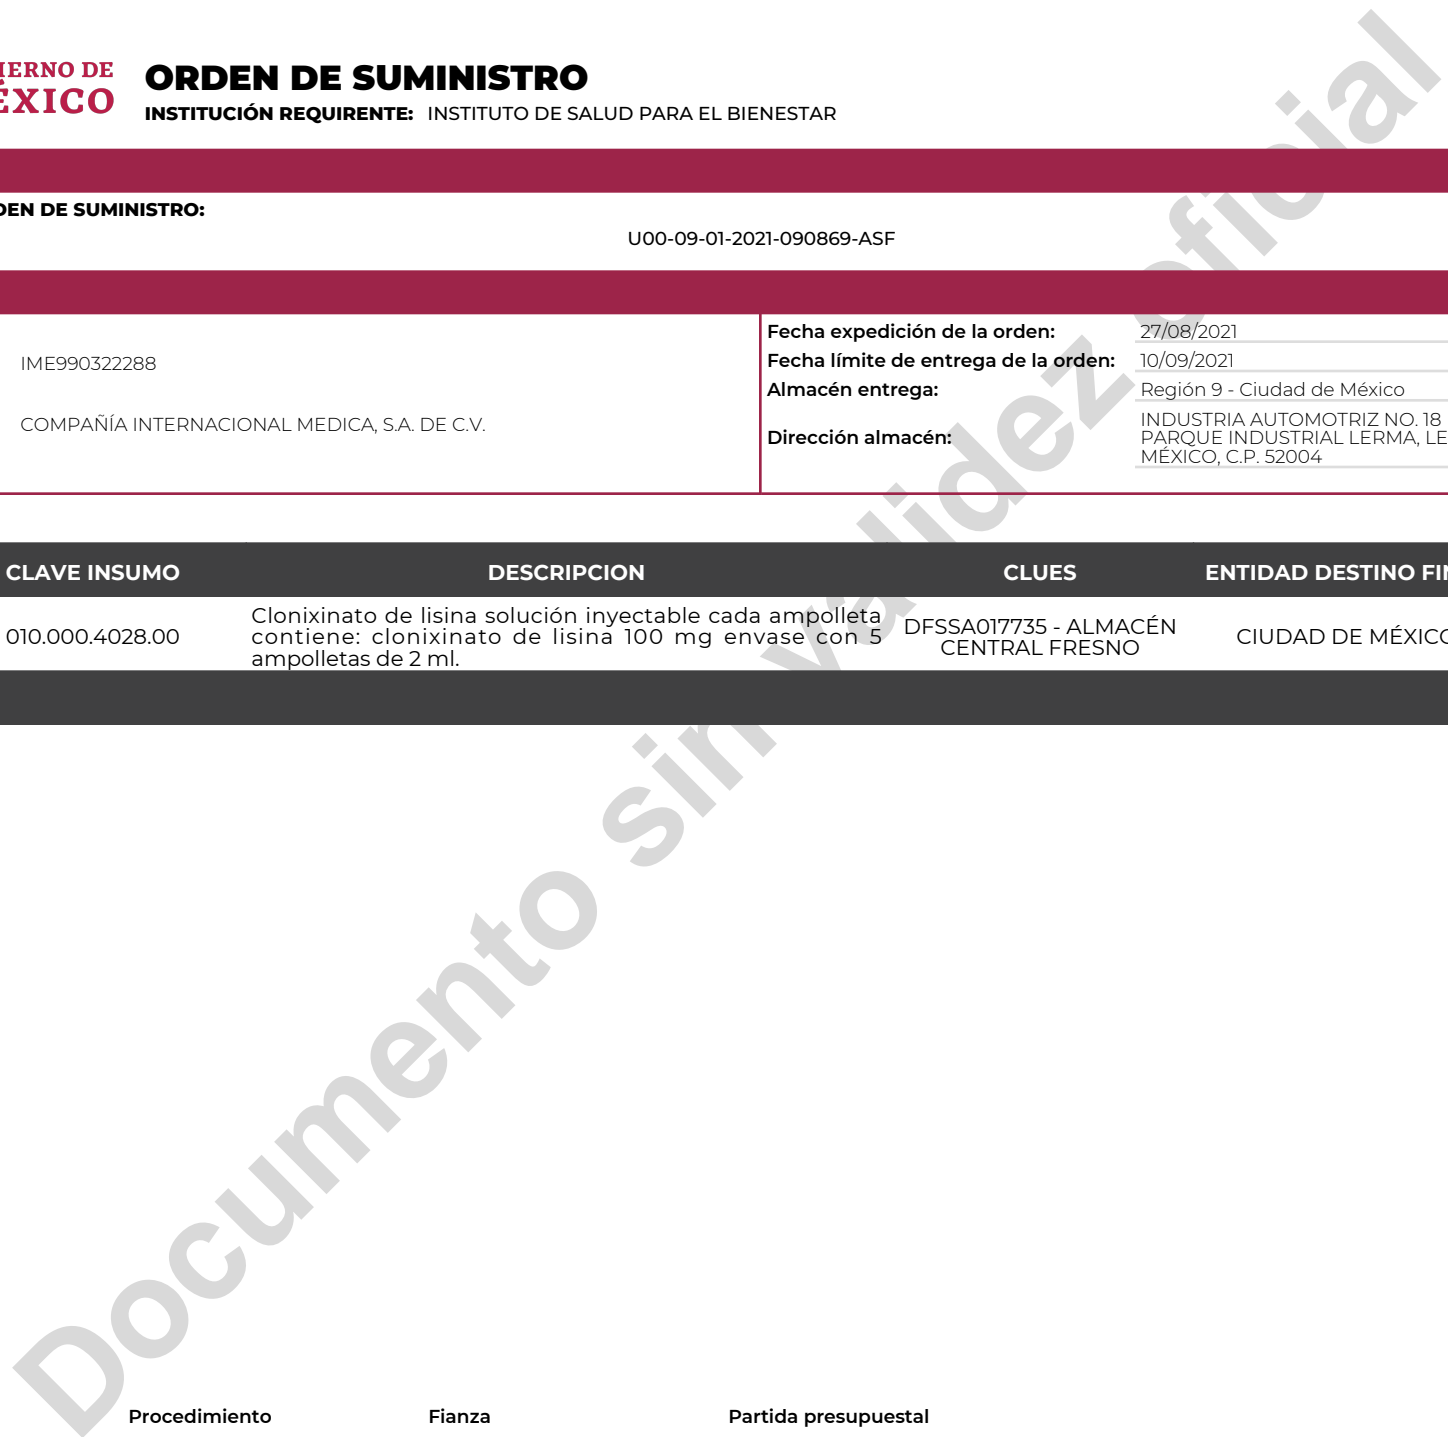 IERNO DE
ÉXICO
ORDEN DE SUMINISTRO
INSTITUCIÓN REQUIRENTE: INSTITUTO DE SALUD PARA EL BIENESTAR
DEN DE SUMINISTRO:
U00-09-01-2021-090869-ASF
IME990322288
COMPAÑÍA INTERNACIONAL MEDICA, S.A. DE C.V.
Fecha expedición de la orden: 27/08/2021
Fecha límite de entrega de la orden: 10/09/2021
Almacén entrega: Región 9 - Ciudad de México
Dirección almacén:
INDUSTRIA AUTOMOTRIZ NO. 18
PARQUE INDUSTRIAL LERMA, LE
MÉXICO, C.P. 52004
CLAVE INSUMO DESCRIPCION CLUES ENTIDAD DESTINO FIN
010.000.4028.00
Clonixinato de lisina solución inyectable cada ampolleta
contiene: clonixinato de lisina 100 mg envase con 5
ampolletas de 2 ml.
DFSSA017735 - ALMACÉN
CENTRAL FRESNO
CIUDAD DE MÉXICO
Documento sin validez oficial
Procedimiento Fianza Partida presupuestal